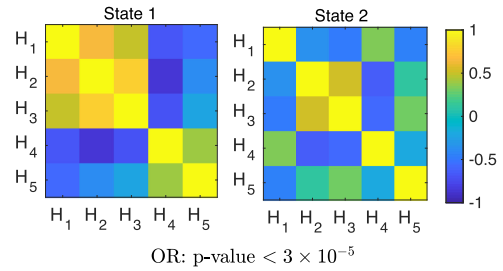 State 1
State 2
H1
H2
H3
H4
H5
H1 H2 H3 H4 H5
H1
H2
H3
H4
H5
H1 H2 H3 H4 H5
1
0.5
0
-0.5
-1
OR: p-value < 3 × 10^-5